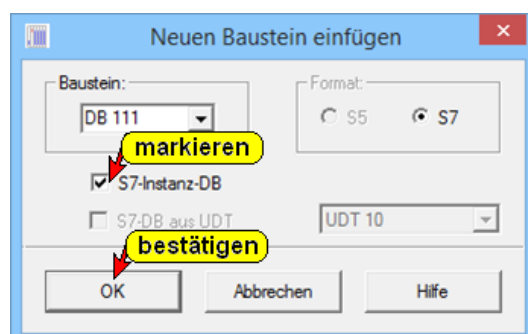 Neuen Baustein einfügen
Baustein:
Format:
DB 111
S5
S7
markieren
S7-Instanz-DB
S7-DB aus UDT
UDT 10
bestätigen
OK
Abbrechen
Hilfe